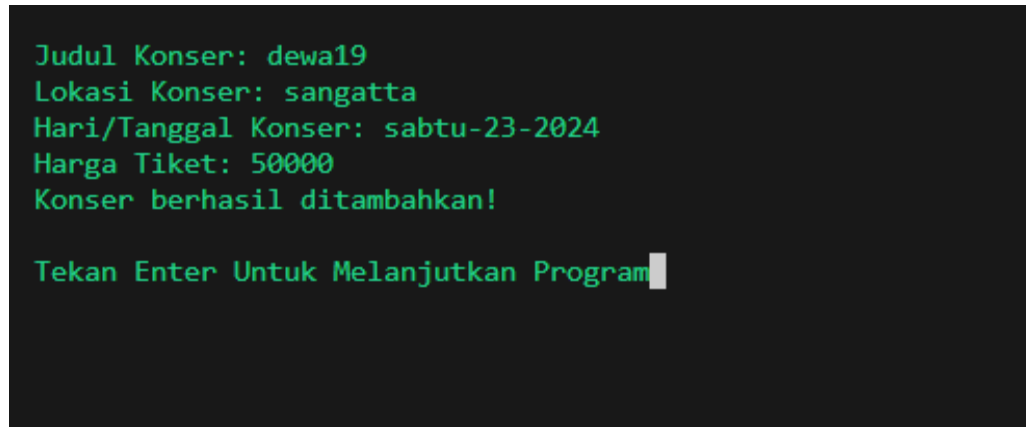 Judul Konser: dewa19
Lokasi Konser: sangatta
Hari/Tanggal Konser: sabtu-23-2024
Harga Tiket: 50000
Konser berhasil ditambahkan!
Tekan Enter Untuk Melanjutkan Program